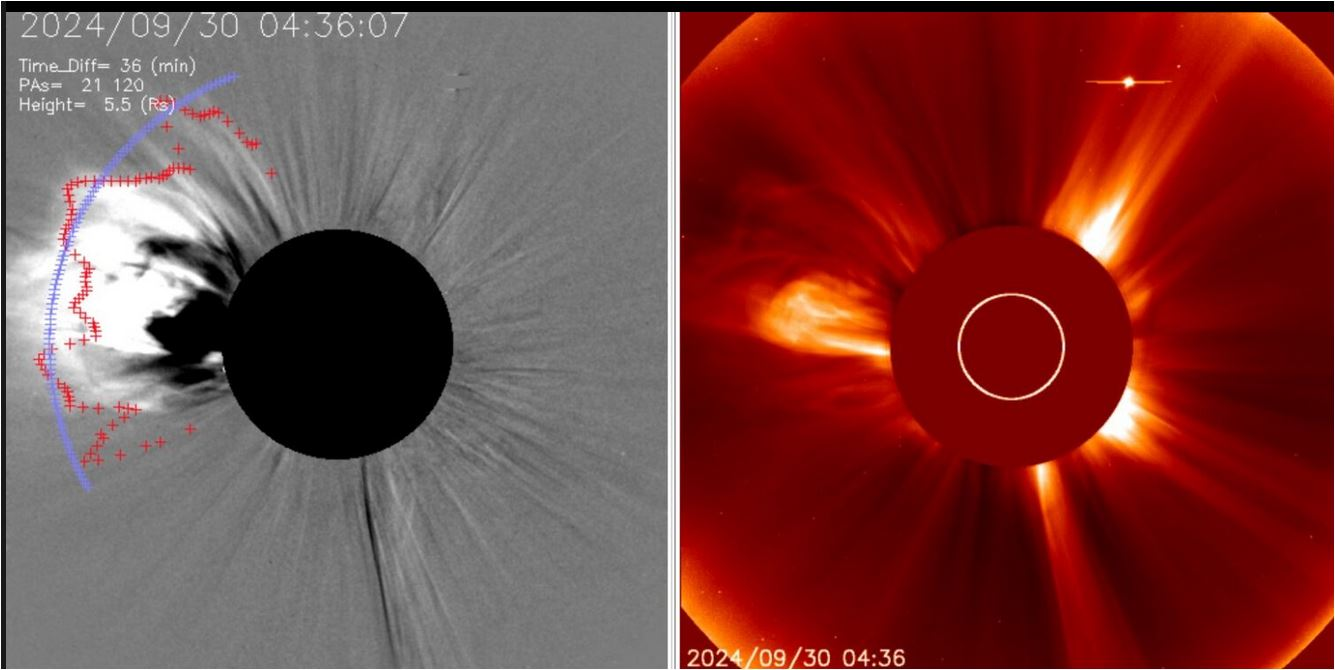 2024/09/30 04:36:07
Time_Diff= 36 (min)
PAs= 21 120
Height= 5.5 (Rs)
2024/09/30 04:36